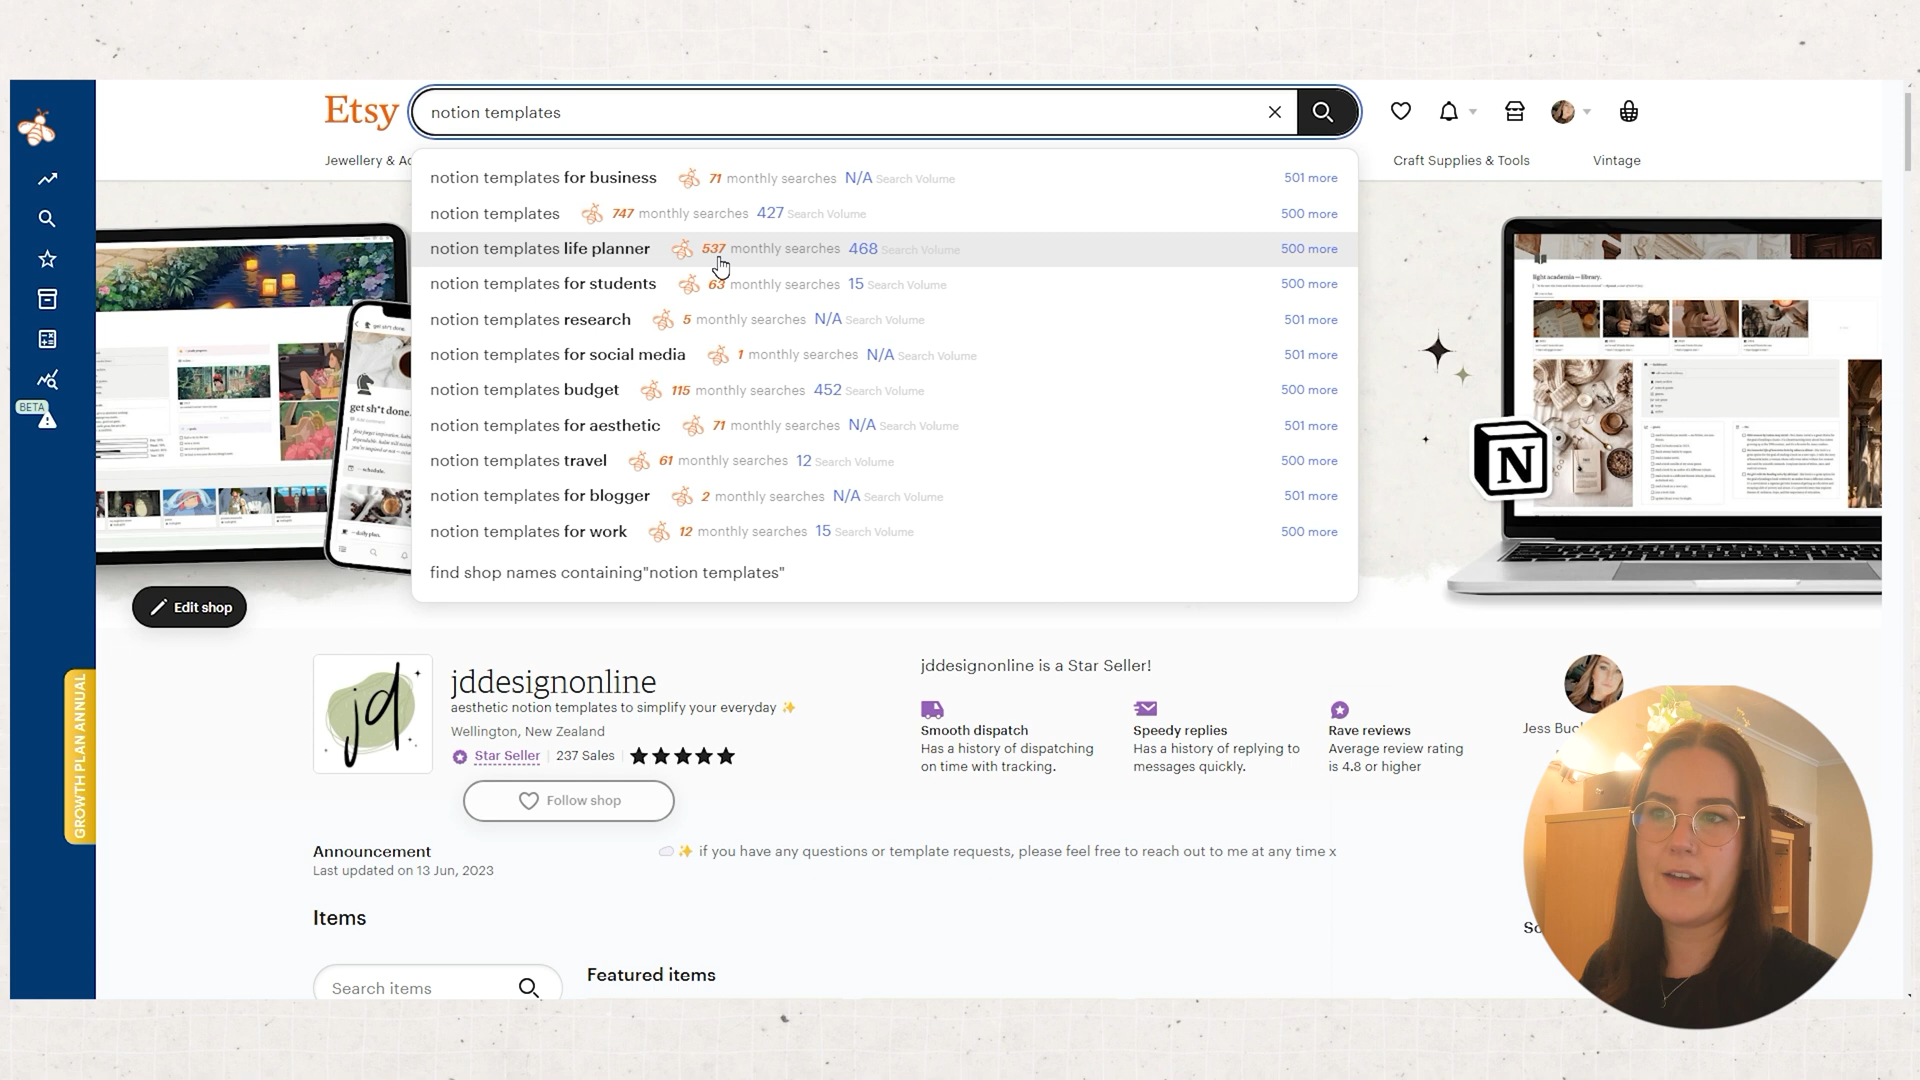 Etsy
notion templates
Jewellery & Ac
Craft Supplies & Tools
Vintage
notion templates for business 71 monthly searches N/A Search Volume 501 more
notion templates 747 monthly searches 427 Search Volume 500 more
notion templates life planner 537 monthly searches 468 Search Volume 500 more
notion templates for students 63 monthly searches 15 Search Volume 500 more
notion templates research 5 monthly searches N/A Search Volume 501 more
notion templates for social media 1 monthly searches N/A Search Volume 501 more
notion templates budget 115 monthly searches 452 Search Volume 500 more
notion templates for aesthetic 71 monthly searches N/A Search Volume 501 more
notion templates travel 61 monthly searches 12 Search Volume 500 more
notion templates for blogger 2 monthly searches N/A Search Volume 501 more
notion templates for work 12 monthly searches 15 Search Volume 500 more
find shop names containing"notion templates"
BETA
GROWTH PLAN ANNUAL
get sh*t done.
light academia — library.
N
Edit shop
jd
jddesignonline
aesthetic notion templates to simplify your everyday ✨
Wellington, New Zealand
Star Seller 237 Sales
Follow shop
jddesignonline is a Star Seller!
Smooth dispatch
Has a history of dispatching
on time with tracking.
Speedy replies
Has a history of replying to
messages quickly.
Rave reviews
Average review rating
is 4.8 or higher
Jess Buc
Announcement
Last updated on 13 Jun, 2023
☁️✨ if you have any questions or template requests, please feel free to reach out to me at any time x
Items
Search items
Featured items